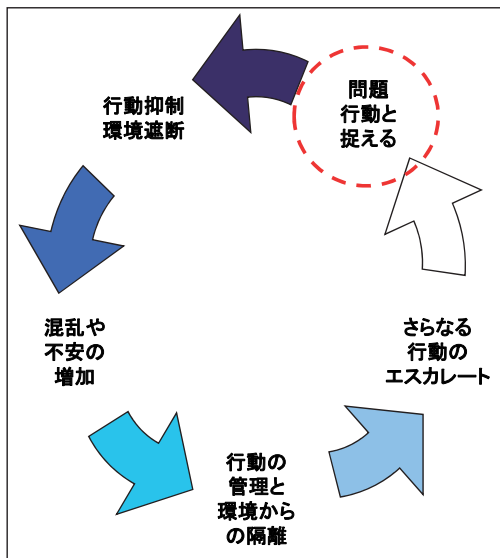 問題
行動と
捉える
行動抑制
環境遮断
混乱や
不安の
増加
行動の
管理と
環境から
の隔離
さらなる
行動の
エスカレート